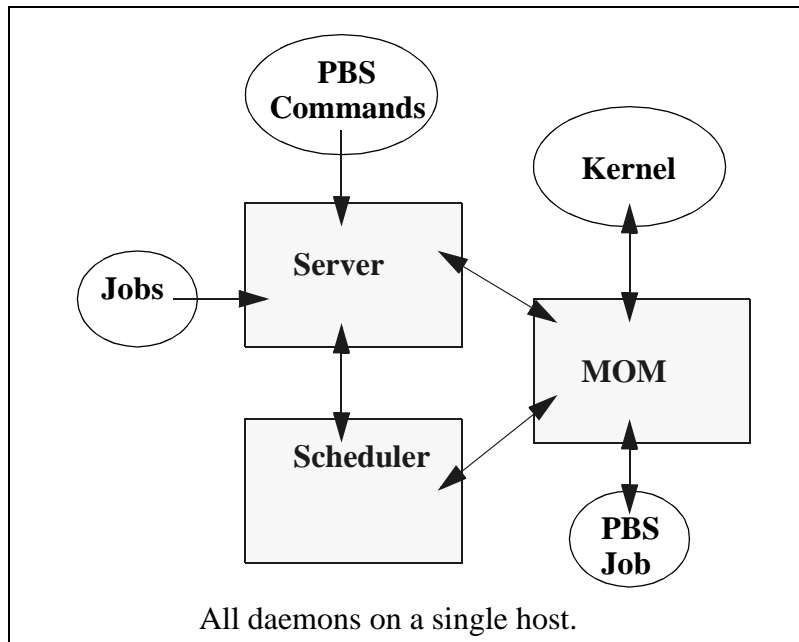 PBS
Commands
Kernel
Server
Jobs
MOM
Scheduler
PBS
Job
All daemons on a single host.